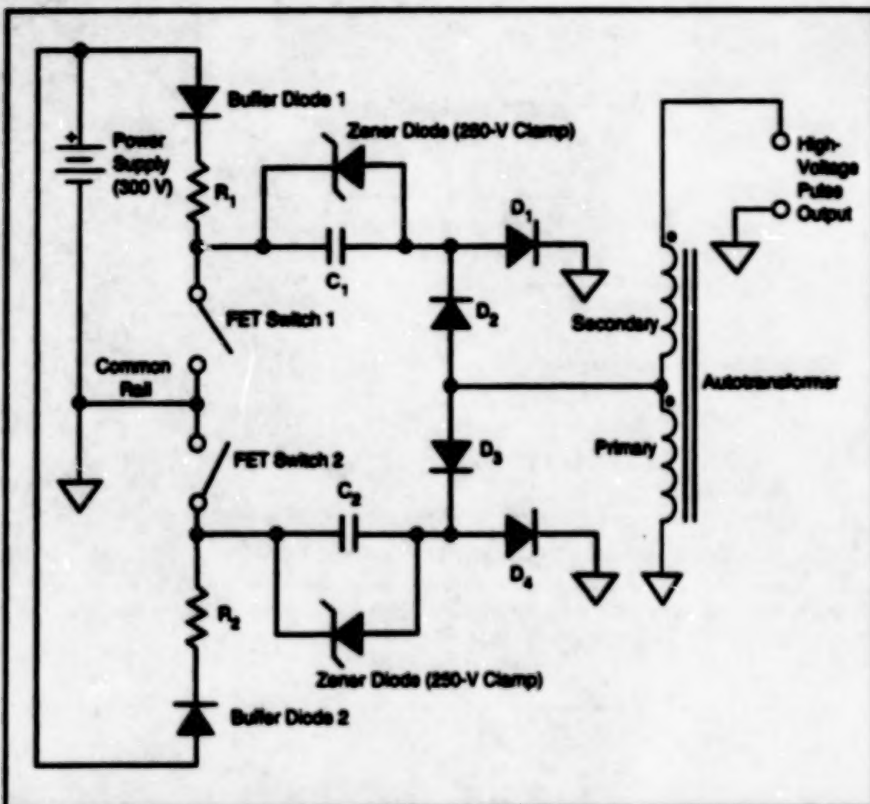 Buffer Diode 1
+
Power
Supply
(300 V)
R1
Zener Diode (250-V Clamp)
C1
D1
High-
Voltage
Pulse
Output
FET Switch 1
D2
Secondary
Common
Rail
Autotransformer
FET Switch 2
D3
Primary
C2
D4
R2
Zener Diode (250-V Clamp)
Buffer Diode 2